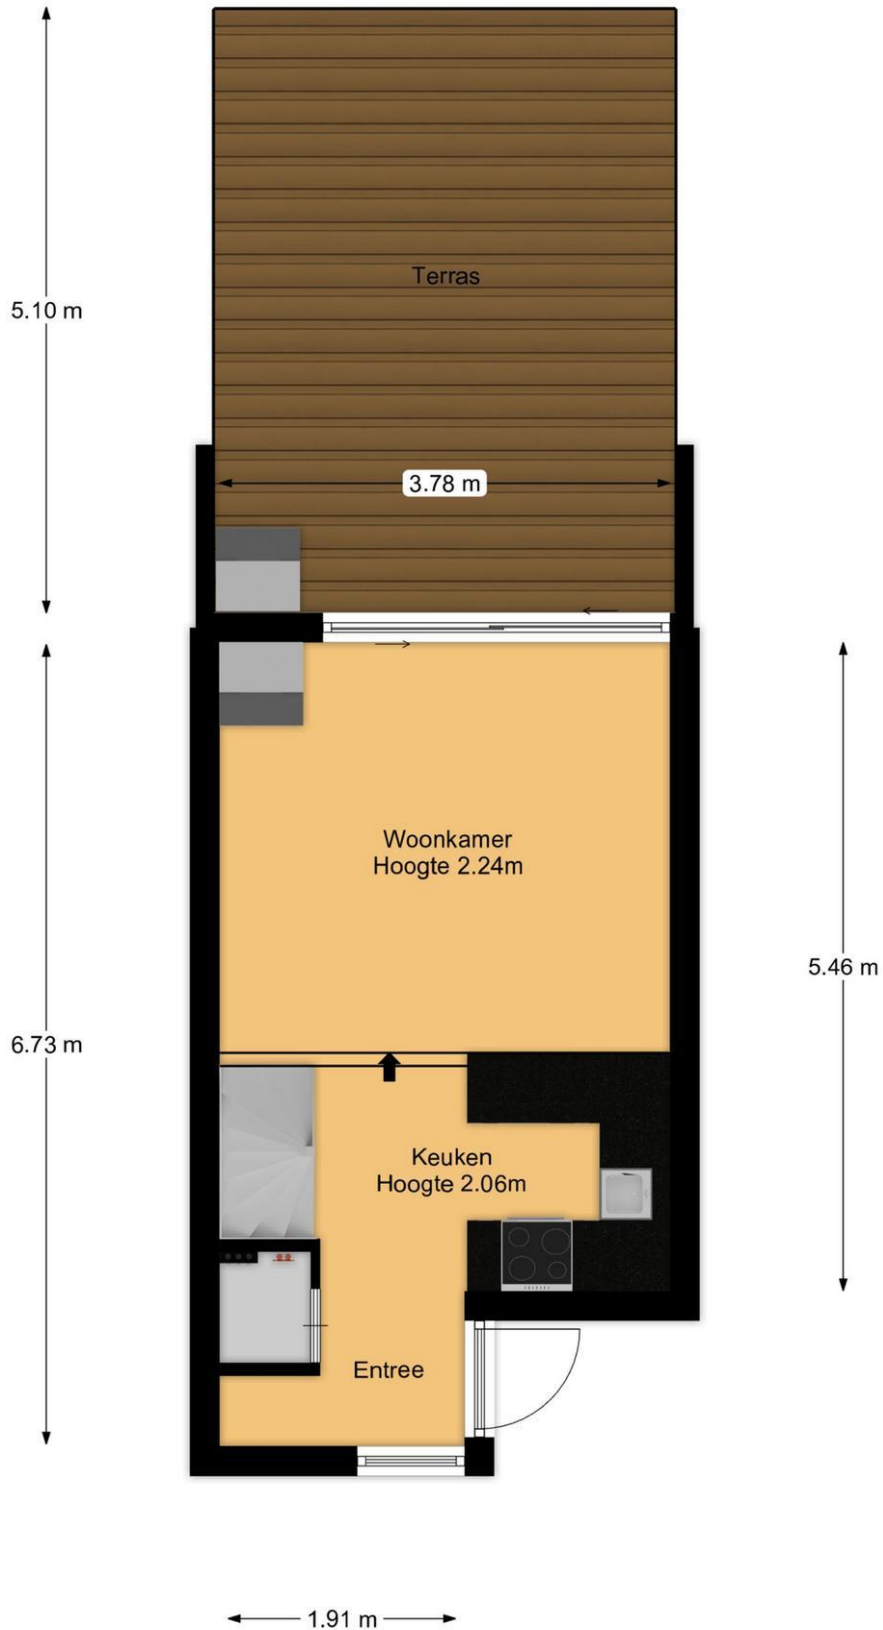 Terras
5.10 m
3.78 m
Woonkamer
Hoogte 2.24m
5.46 m
6.73 m
Keuken
Hoogte 2.06m
Entree
1.91 m